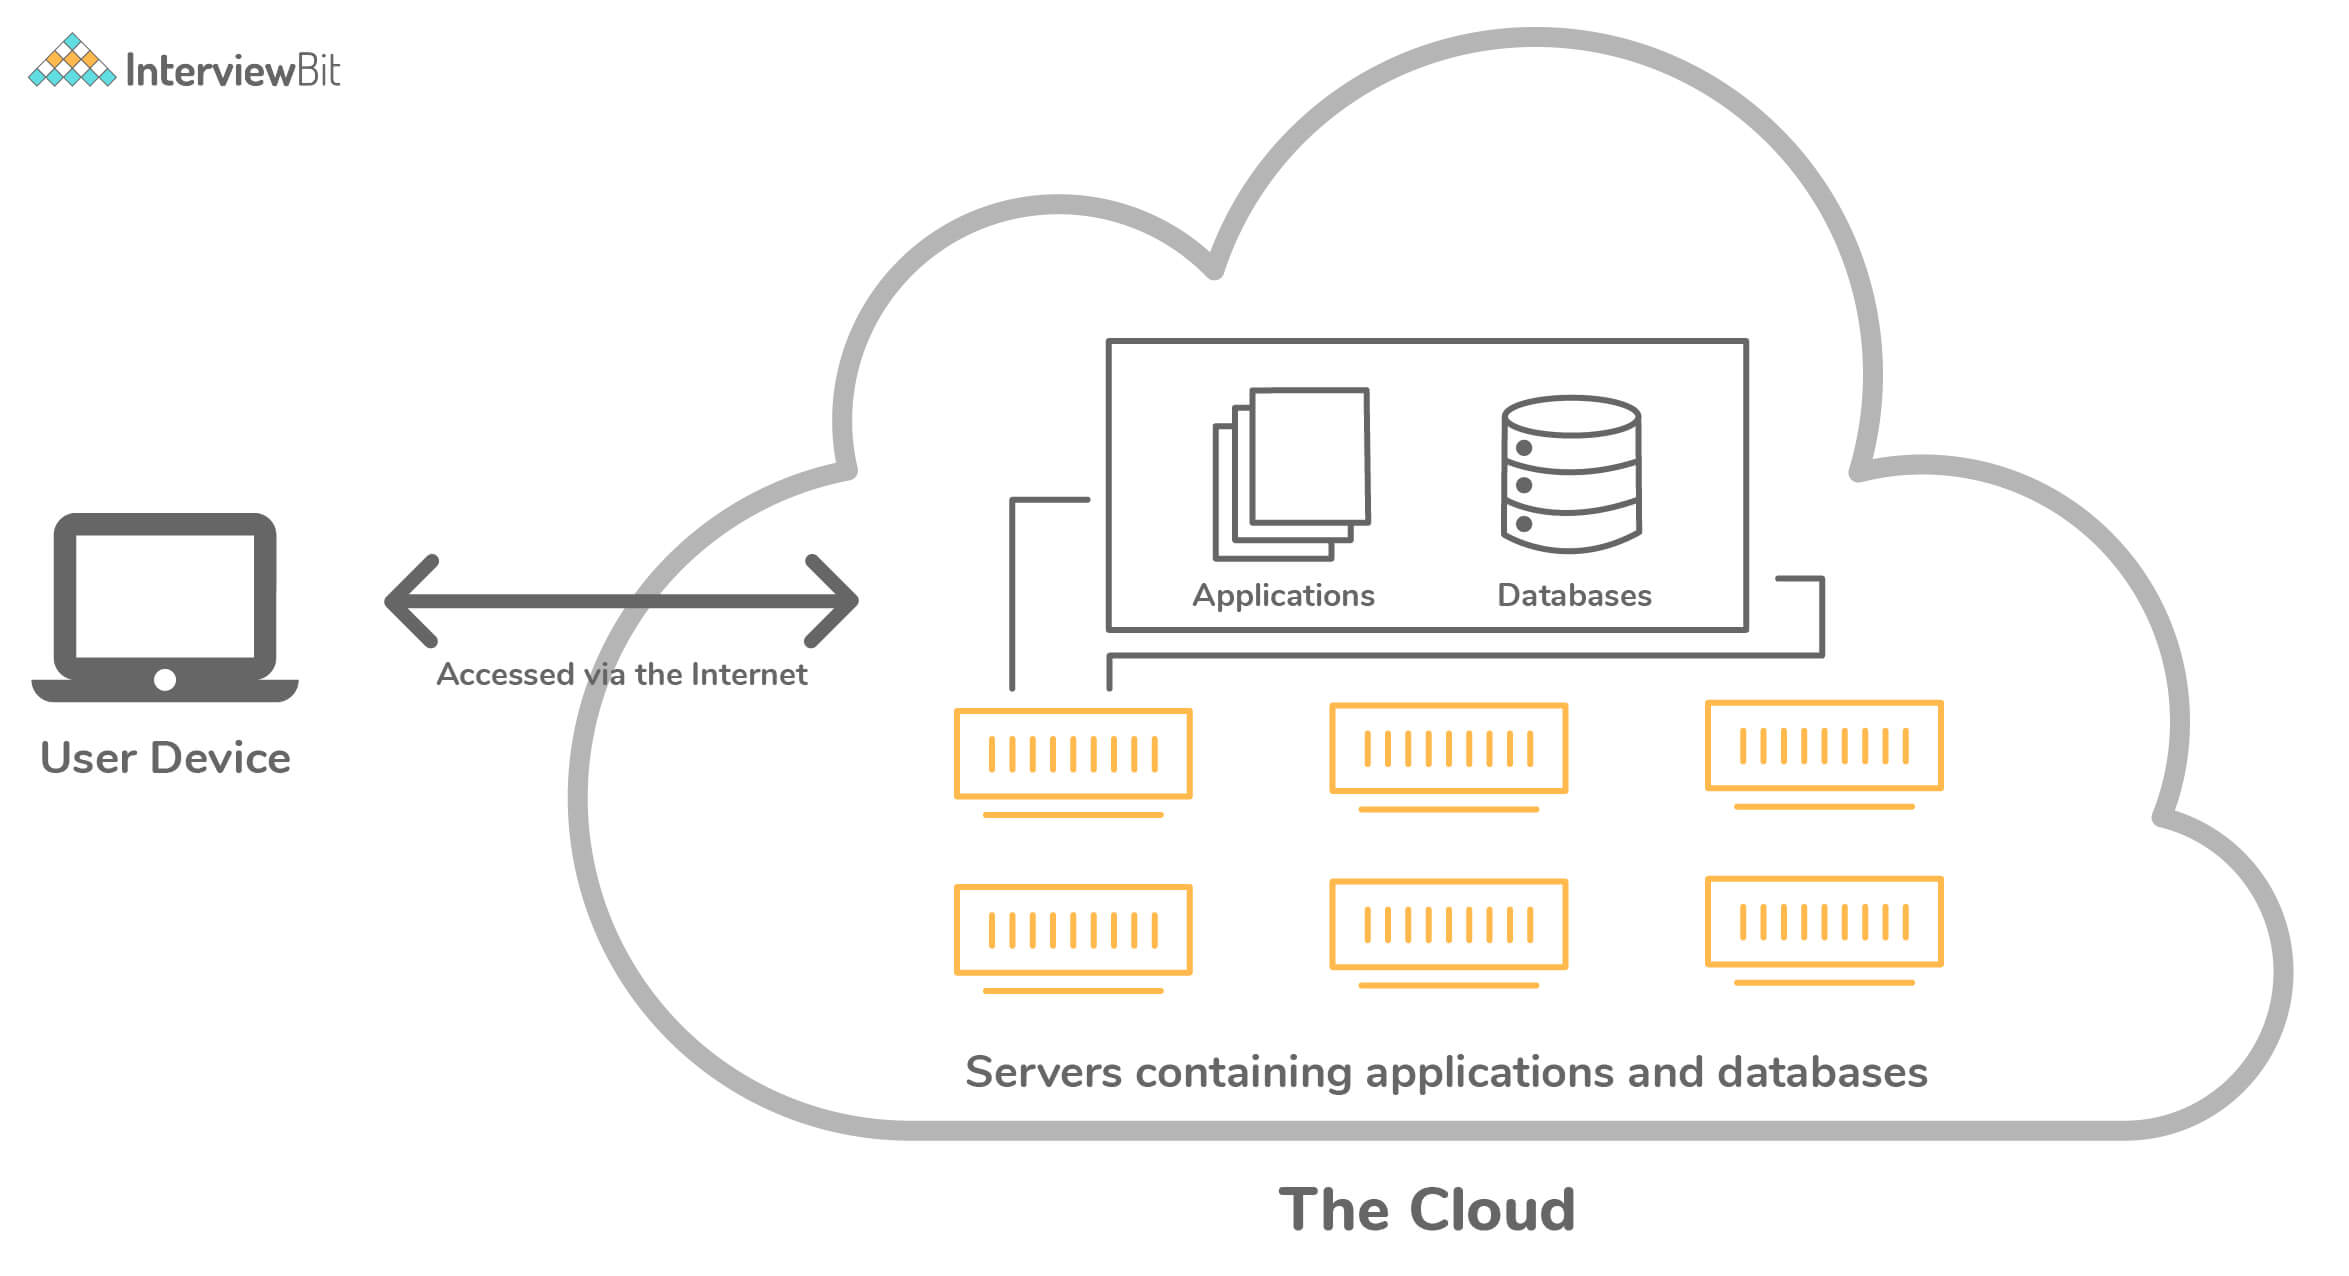 InterviewBit
Applications
Databases
Accessed via the Internet
User Device
Servers containing applications and databases
The Cloud